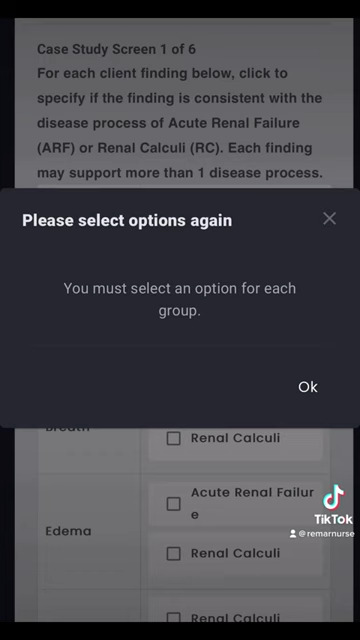 Case Study Screen 1 of 6
For each client finding below, click to
specify if the finding is consistent with the
disease process of Acute Renal Failure
(ARF) or Renal Calculi (RC). Each finding
may support more than 1 disease process.
Please select options again
You must select an option for each
group.
Ok
Breath
Renal Calculi
Acute Renal Failur
e
Edema
Renal Calculi
TikTok
@remarnurse
Renal Calculi